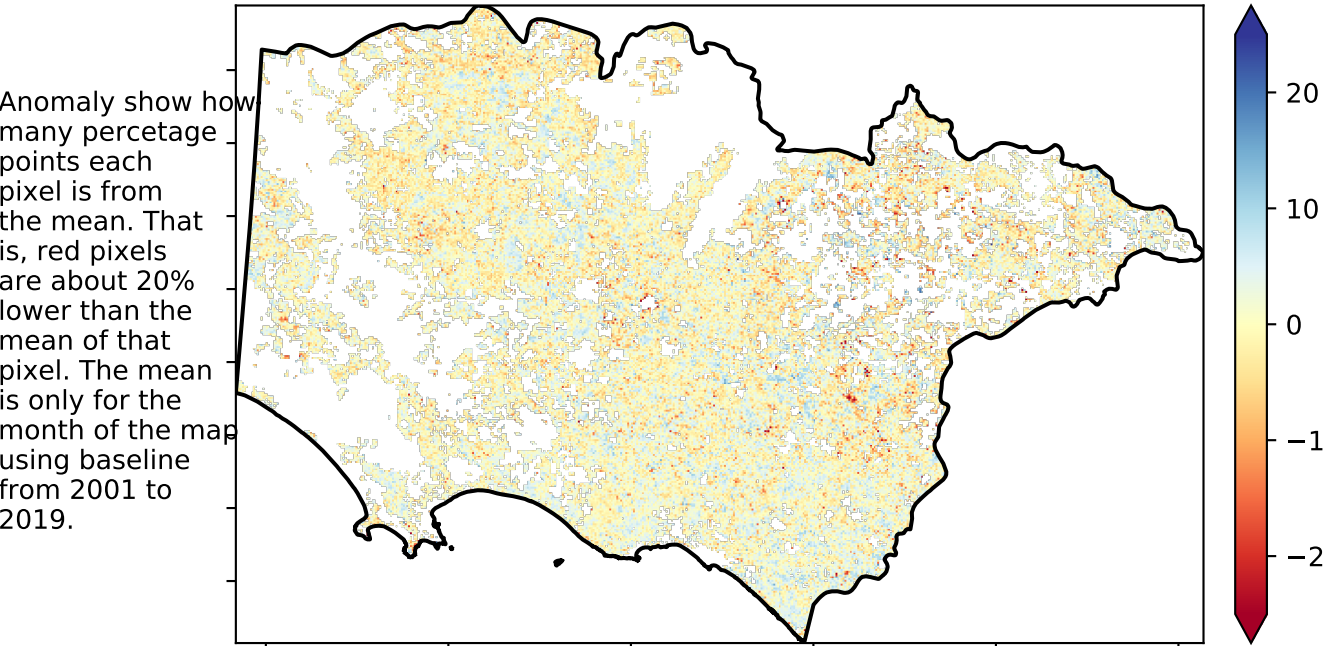 Anomaly show how
many percetage
points each
pixel is from
the mean. That
is, red pixels
are about 20%
lower than the
mean of that
pixel. The mean
is only for the
month of the map
using baseline
from 2001 to
2019.
20
10
0
−1
−2